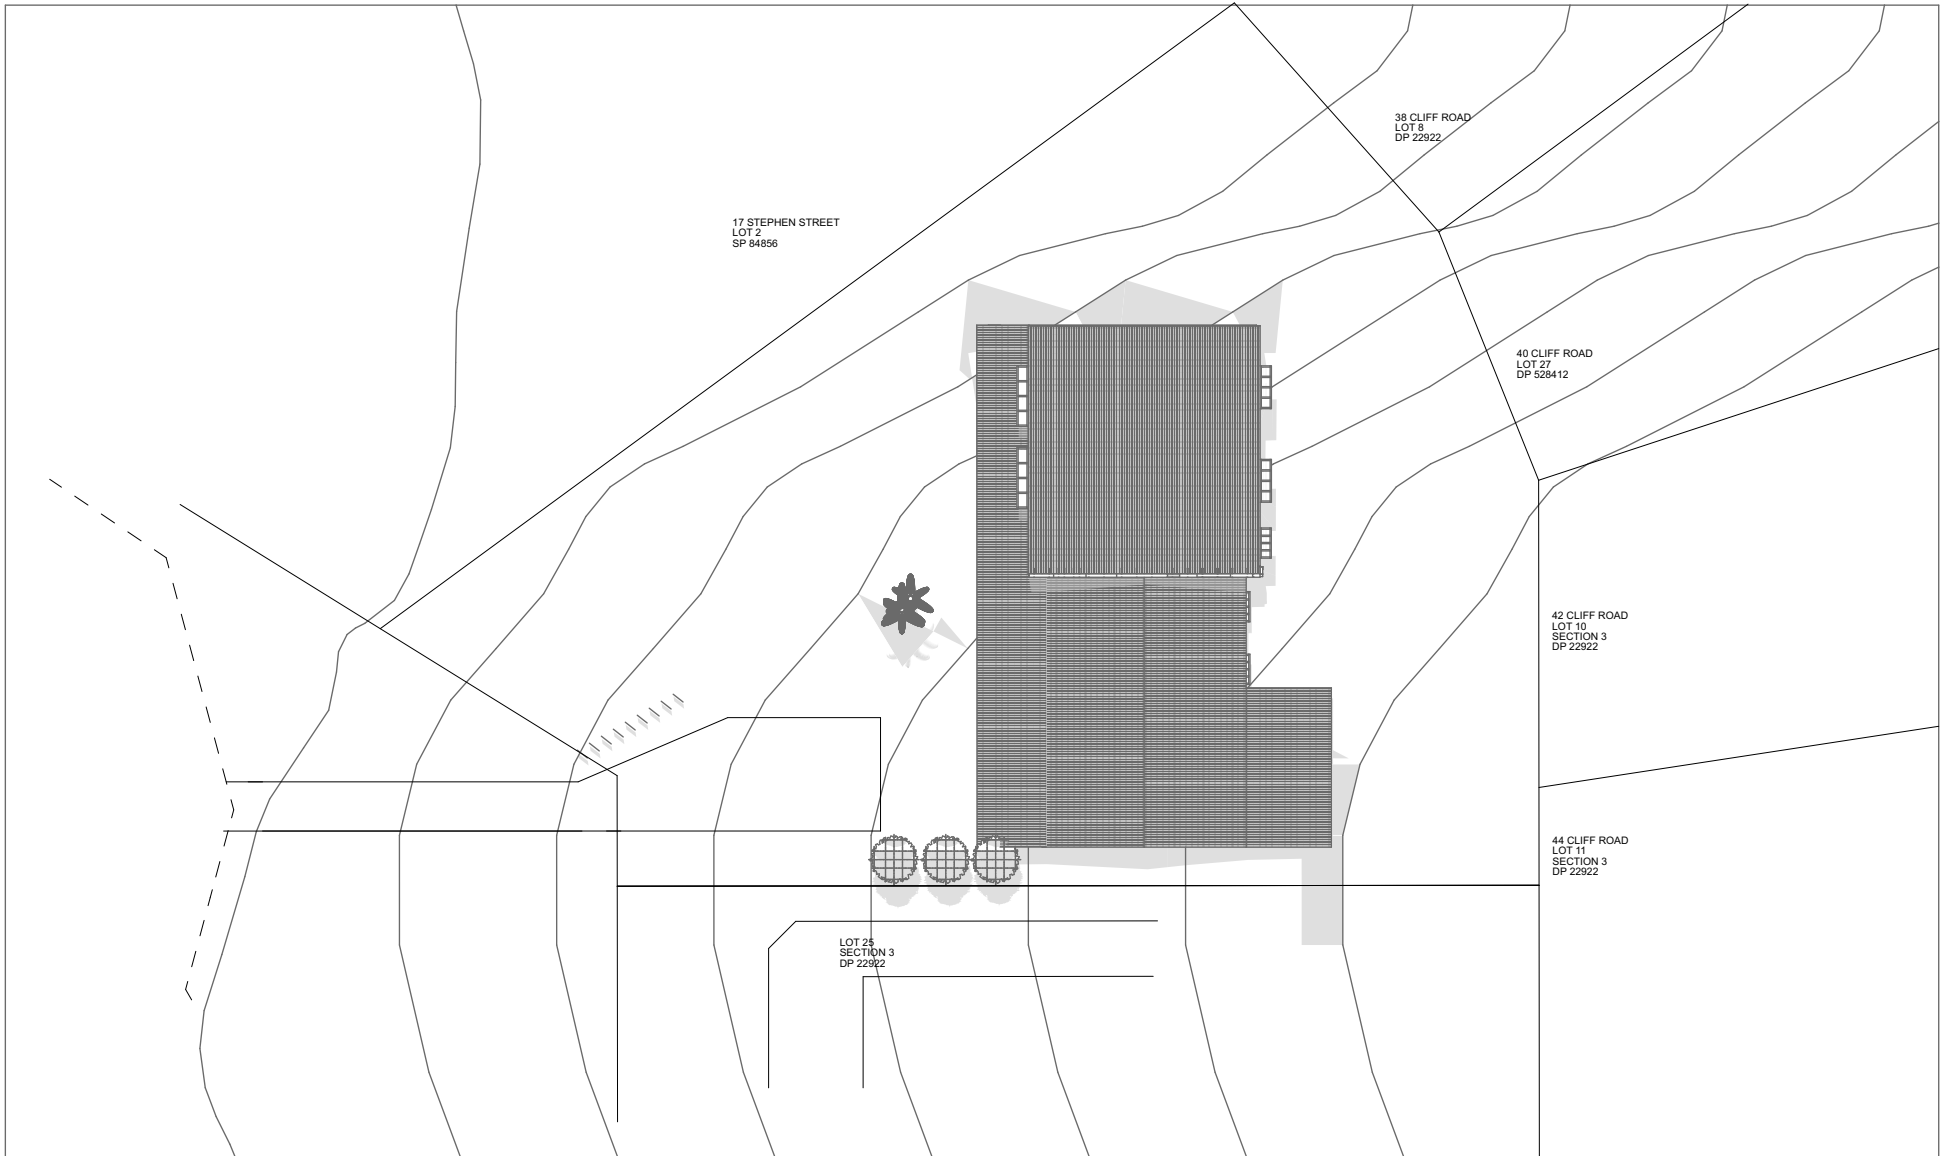 38 CLIFF ROAD
LOT 8
DP 22922
17 STEPHEN STREET
LOT 2
SP 84856
40 CLIFF ROAD
LOT 27
DP 528412
42 CLIFF ROAD
LOT 10
SECTION 3
DP 22922
44 CLIFF ROAD
LOT 11
SECTION 3
DP 22922
LOT 25
SECTION 3
DP 22922